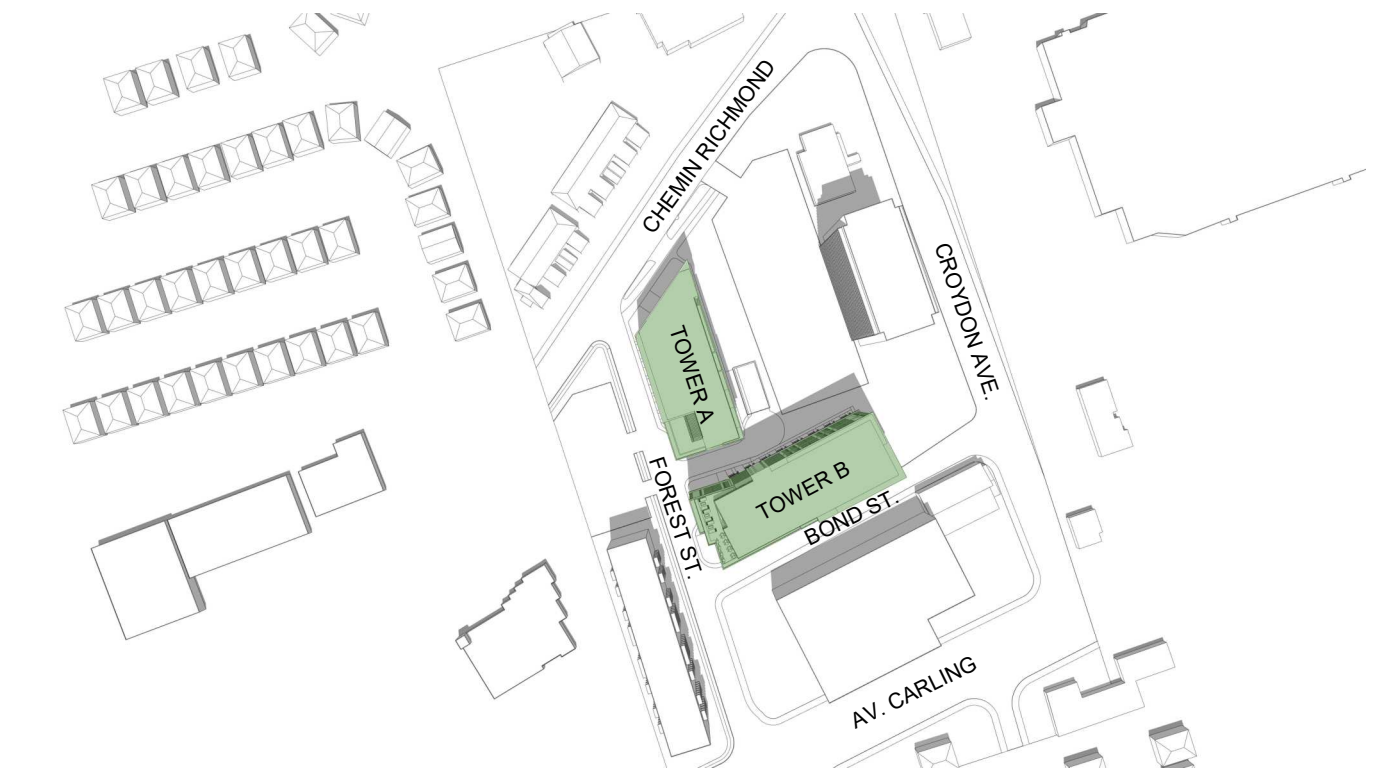 CHEMIN RICHMOND
CROYDON AVE.
TOWER A
TOWER B
FOREST ST.
BOND ST.
AV. CARLING